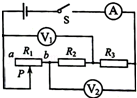 S
A
V₁
a R₁ b R₂ R₃
P
V₂